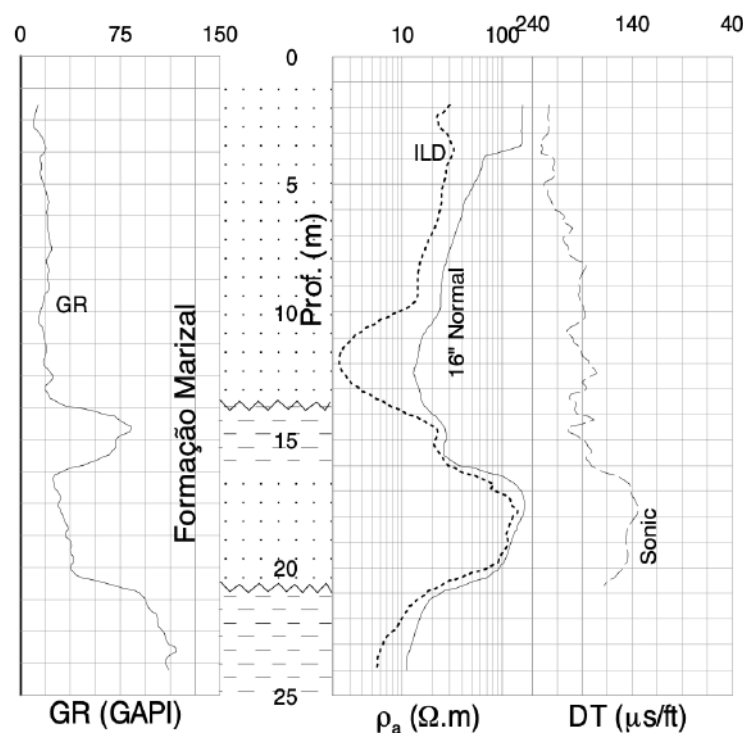 0 75 150 10 100 240 140 40
0
ILD
5
Prof. (m)
GR
10
16" Normal
Formação Marizal
15
Sonic
20
25
GR (GAPI) ρa (Ω.m) DT (μs/ft)